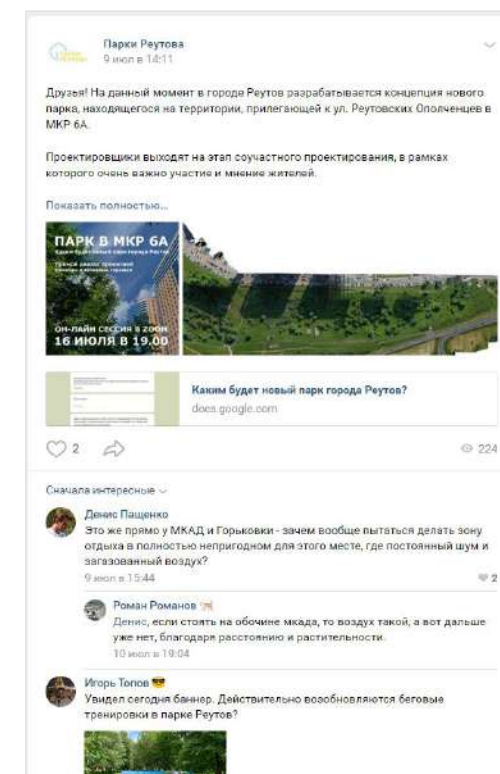 Парки Реутова
9 июл в 14:11
Друзья! На данный момент в городе Реутов разрабатывается концепция нового
парка, находящегося на территории, прилегающей к ул. Реутовских Ополченцев в
МКР 6А.
Проектировщики выходят на этап соучастного проектирования, в рамках
которого очень важно участие и мнение жителей.
Показать полностью...
ПАРК В МКР 6А
ОН-ЛАЙН СЕССИЯ В ZOOM
16 ИЮЛЯ В 19.00
Каким будет новый парк города Реутов?
docs.google.com
2
224
Сначала интересные
Денис Пащенко
Это же прямо у МКАД и Горьковки - зачем вообще пытаться делать зону
отдыха в полностью непригодном для этого месте, где постоянный шум и
загазованный воздух?
9 июл в 15:44
2
Роман Романов
Денис, если стоять на обочине мкада, то воздух такой, а вот дальше
уже нет, благодаря расстоянию и растительности.
10 июл в 19:04
Игорь Топов
Увидел сегодня баннер. Действительно возобновляются беговые
тренировки в парке Реутов?